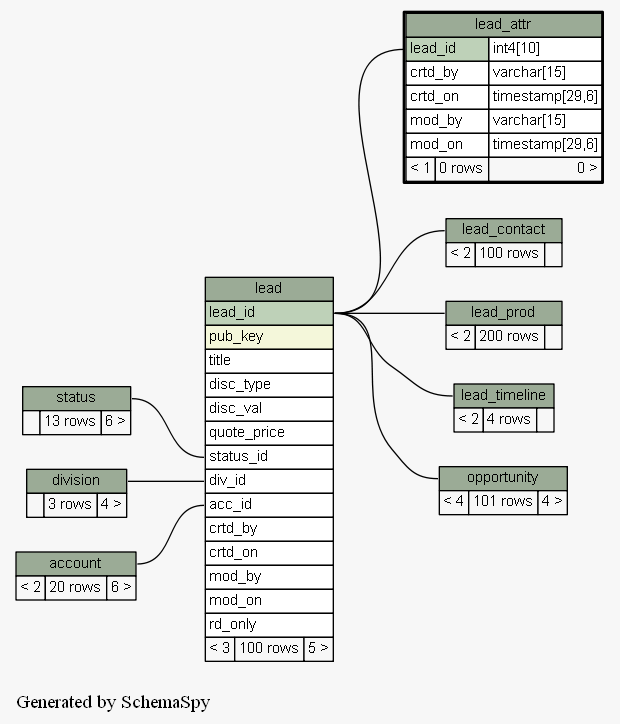 lead_attr
lead_id int4[10]
crtd_by varchar[15]
crtd_on timestamp[29,6]
mod_by varchar[15]
mod_on timestamp[29,6]
< 1 0 rows 0 >
lead_contact
< 2 100 rows
lead_prod
< 2 200 rows
lead_timeline
< 2 4 rows
opportunity
< 4 101 rows 4 >
lead
lead_id
pub_key
title
disc_type
disc_val
quote_price
status_id
div_id
acc_id
crtd_by
crtd_on
mod_by
mod_on
rd_only
< 3 100 rows 5 >
status
13 rows 6 >
division
3 rows 4 >
account
< 2 20 rows 6 >
Generated by SchemaSpy